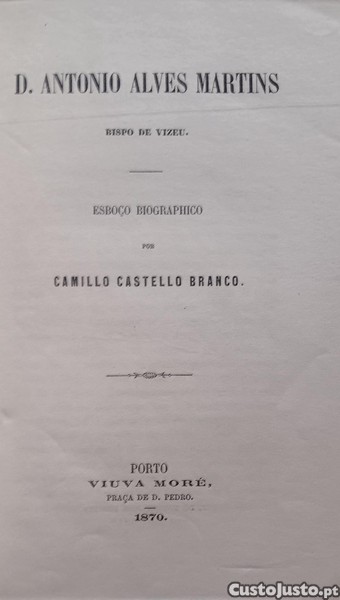 D. ANTONIO ALVES MARTINS
BISPO DE VIZEU.
ESBOÇO BIOGRAPHICO
POR
CAMILLO CASTELLO BRANCO.
PORTO
VIUVA MORÉ,
PRAÇA DE D. PEDRO.
1870.
CustoJusto.pt